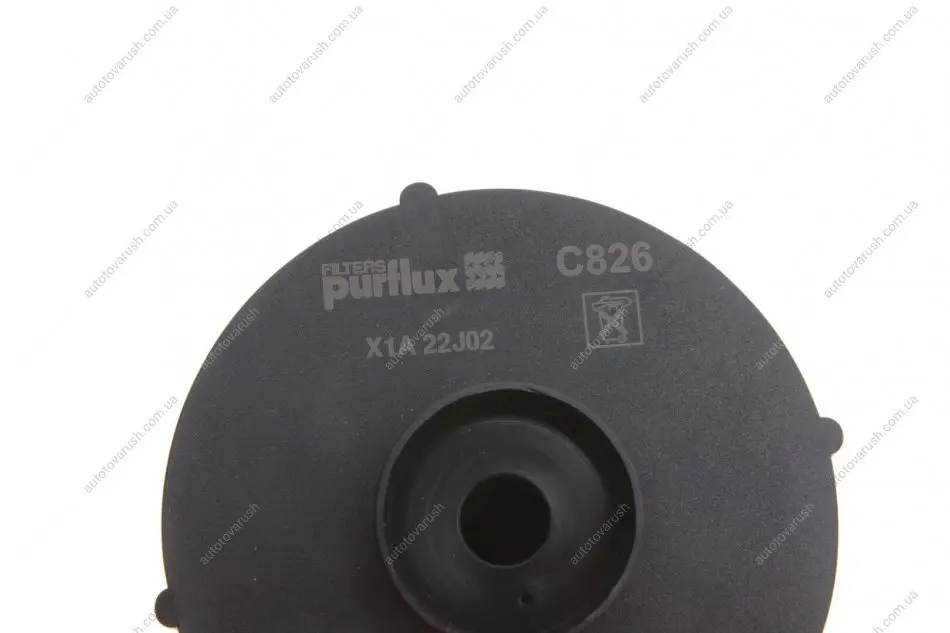 FILTERS
purflux
C826
X1A 22J02
autotovarush.com.ua